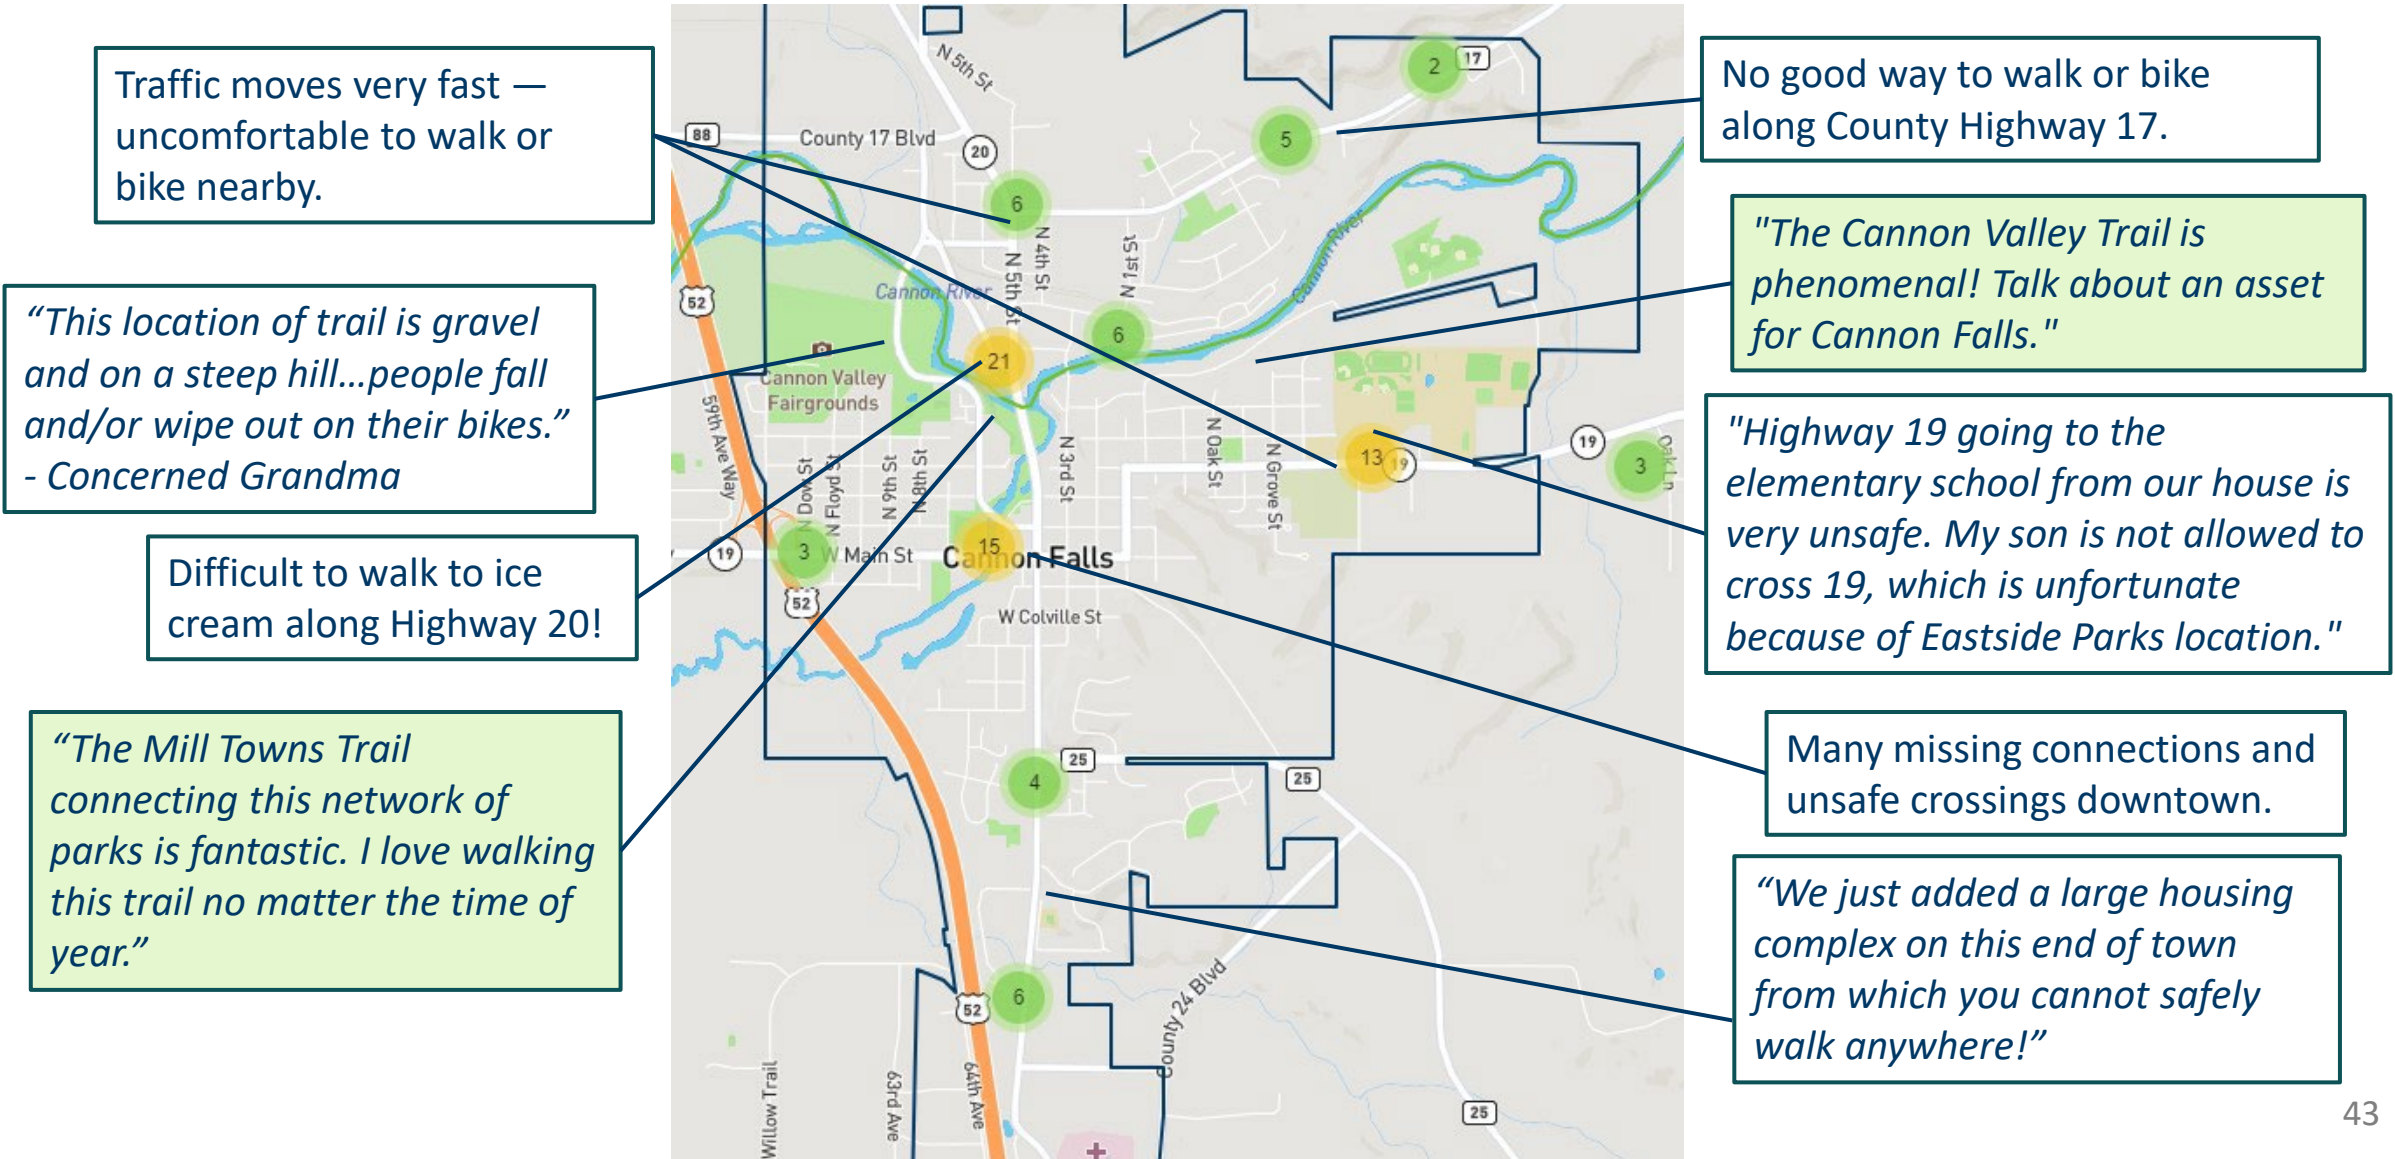 Traffic moves very fast —
uncomfortable to walk or
bike nearby.
“This location of trail is gravel
and on a steep hill...people fall
and/or wipe out on their bikes.”
- Concerned Grandma
Difficult to walk to ice
cream along Highway 20!
“The Mill Towns Trail
connecting this network of
parks is fantastic. I love walking
this trail no matter the time of
year.”
N 5th St
2
17
88
County 17 Blvd
20
5
6
N 4th St
N 5th St
N 1st St
Cannon River
Cannon River
52
6
21
Cannon Valley
Fairgrounds
59th Ave Way
N Dow St
N Floyd St
N 9th St
N 8th St
N 3rd St
N Oak St
N Grove St
13
19
19
3
Oak Ln
19
3
W Main St
15
Cannon Falls
52
W Colville St
4
25
25
6
52
County 24 Blvd
Willow Trail
63rd Ave
64th Ave
25
No good way to walk or bike
along County Highway 17.
"The Cannon Valley Trail is
phenomenal! Talk about an asset
for Cannon Falls."
"Highway 19 going to the
elementary school from our house is
very unsafe. My son is not allowed to
cross 19, which is unfortunate
because of Eastside Parks location."
Many missing connections and
unsafe crossings downtown.
“We just added a large housing
complex on this end of town
from which you cannot safely
walk anywhere!”
43